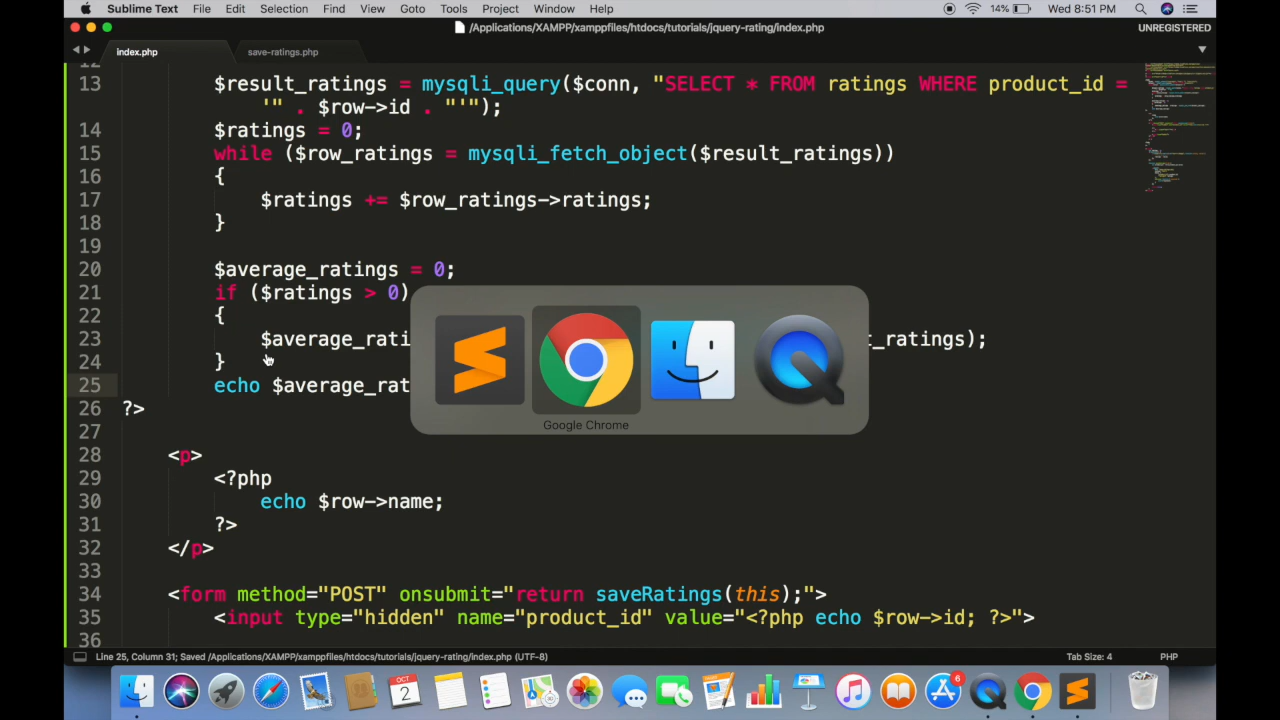 Sublime Text File Edit Selection Find View Goto Tools Project Window Help 14% Wed 8:51 PM
/Applications/XAMPP/xamppfiles/htdocs/tutorials/jquery-rating/index.php UNREGISTERED
index.php save-ratings.php
12
13 $result_ratings = mysqli_query($conn, "SELECT * FROM ratings WHERE product_id =
'" . $row->id . "'");
14 $ratings = 0;
15 while ($row_ratings = mysqli_fetch_object($result_ratings))
16 {
17 $ratings += $row_ratings->ratings;
18 }
19
20 $average_ratings = 0;
21 if ($ratings > 0)
22 {
23 $average_rati t_ratings);
24 }
25 echo $average_rat
26 ?>
Google Chrome
27
28 <p>
29 <?php
30 echo $row->name;
31 ?>
32 </p>
33
34 <form method="POST" onsubmit="return saveRatings(this);">
35 <input type="hidden" name="product_id" value="<?php echo $row->id; ?>">
36
Line 25, Column 31; Saved /Applications/XAMPP/xamppfiles/htdocs/tutorials/jquery-rating/index.php (UTF-8) Tab Size: 4 PHP
OCT
2
6